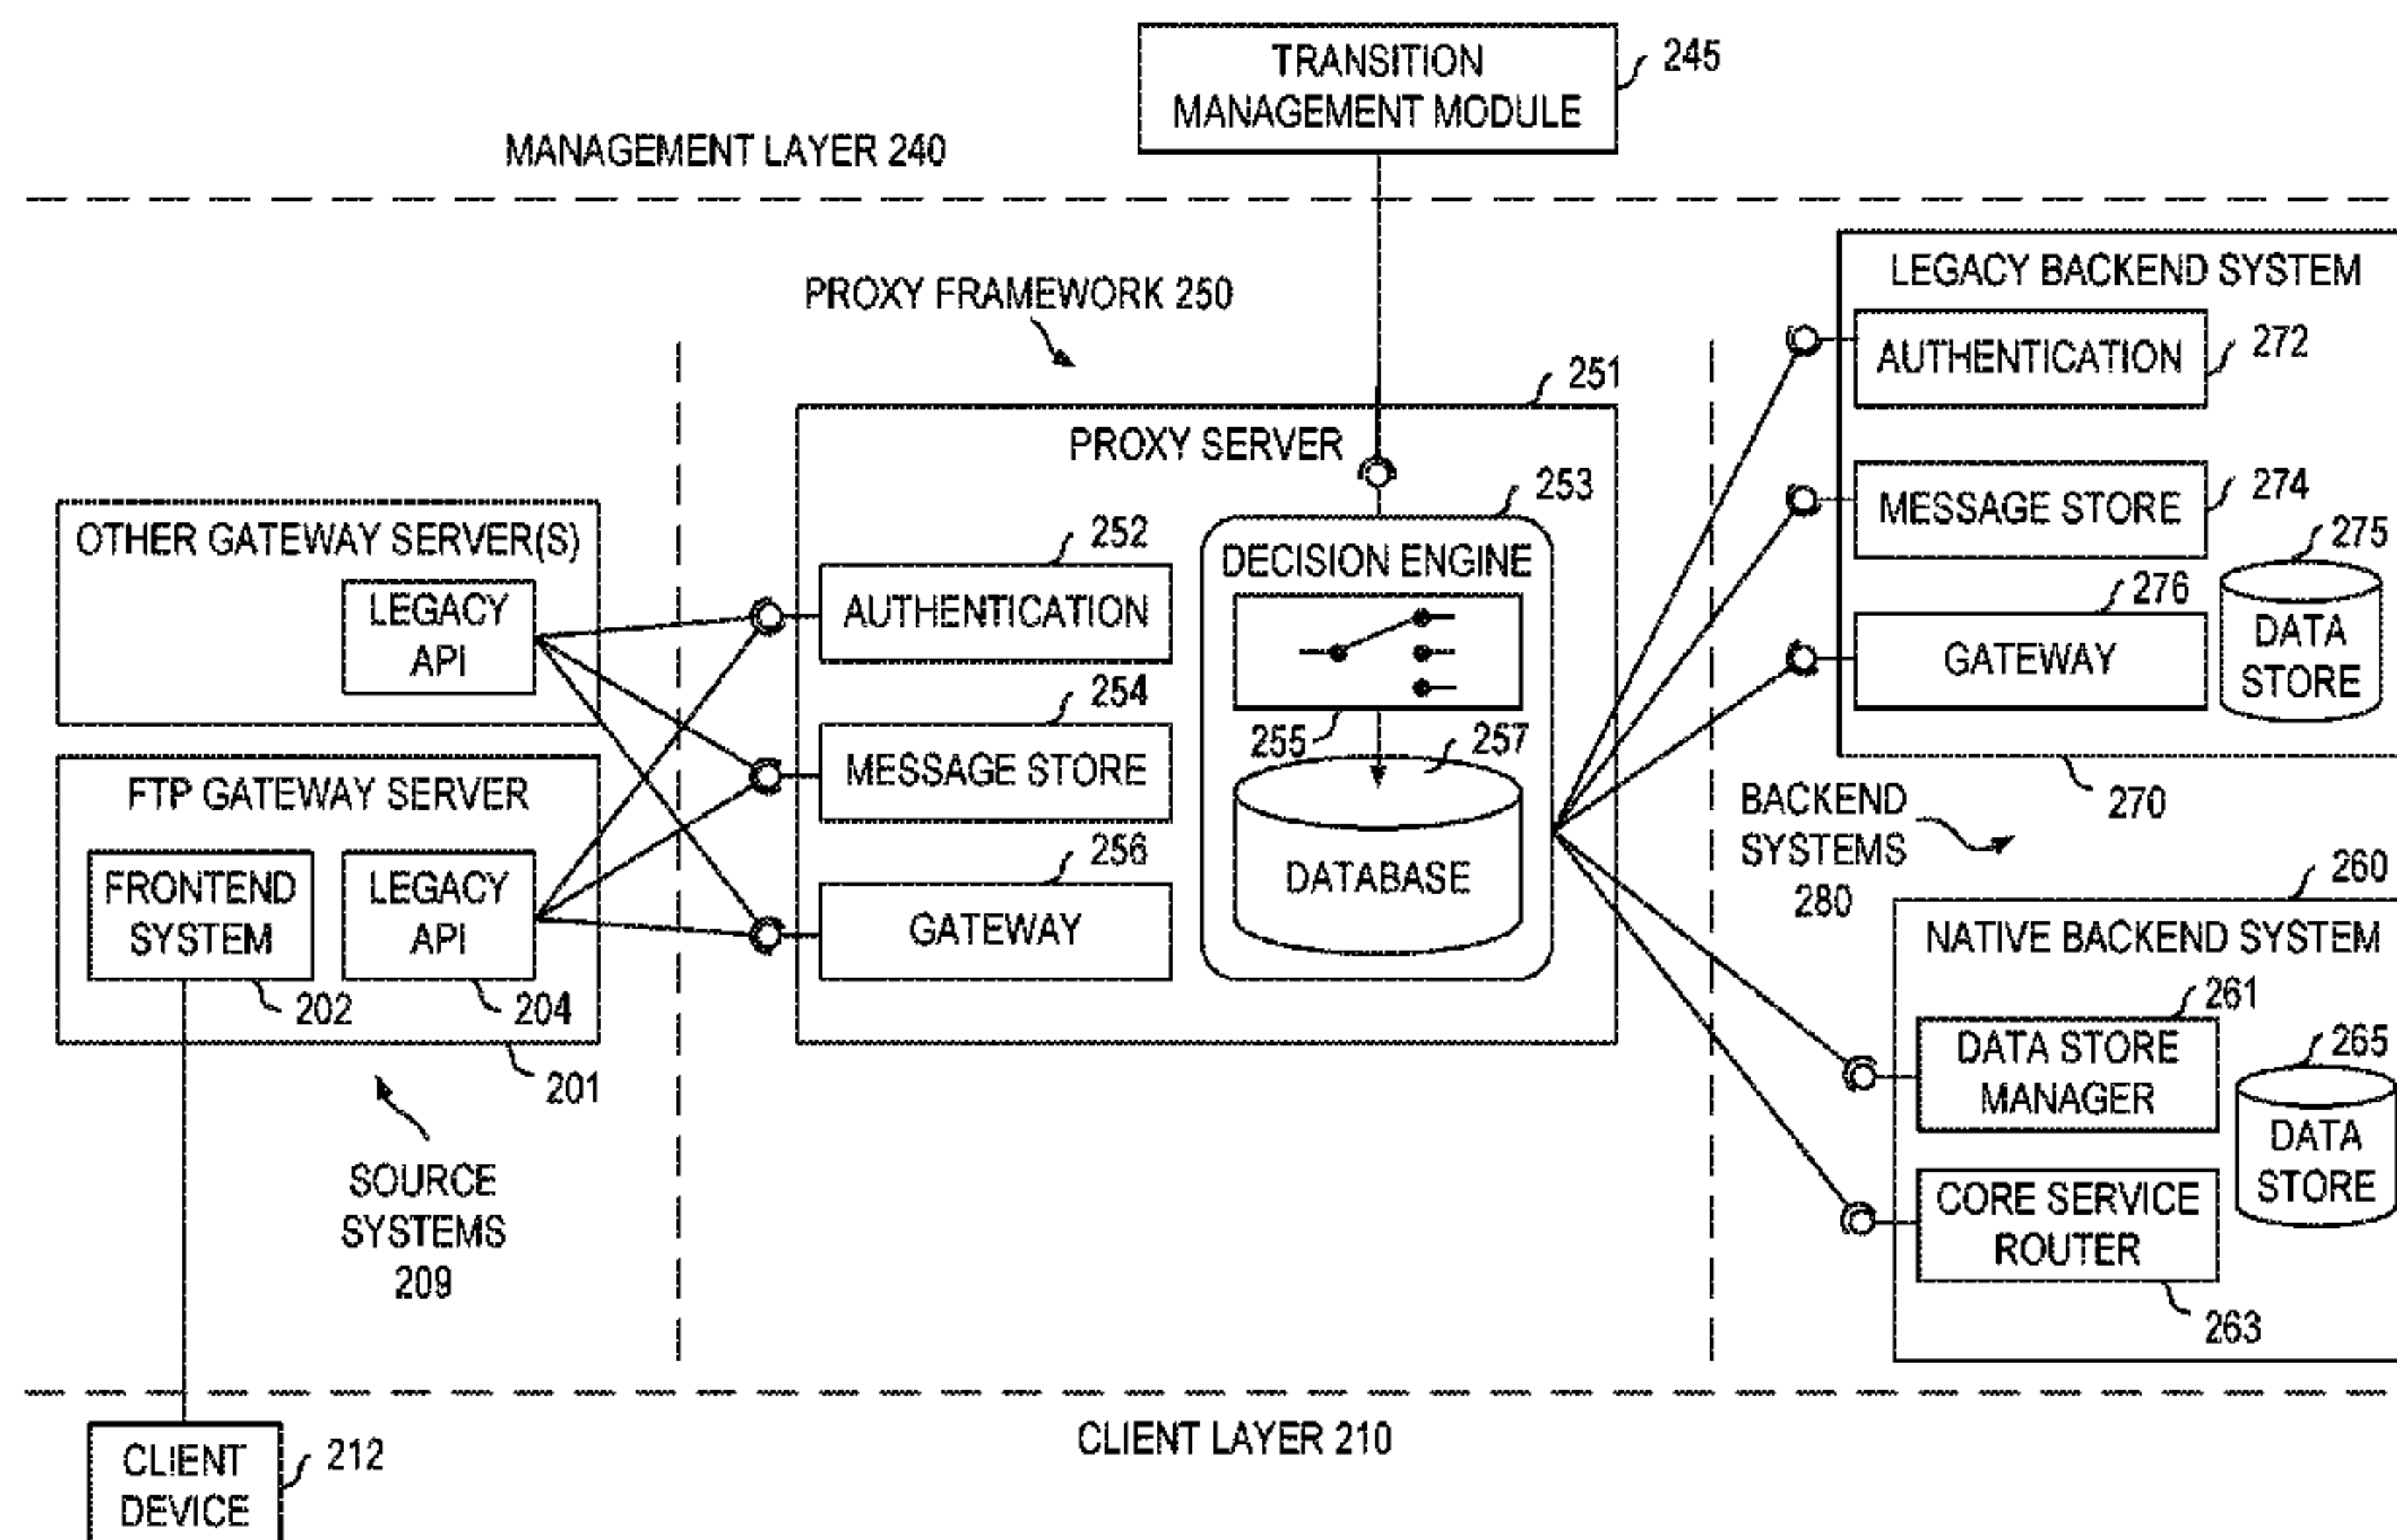 TRANSITION
MANAGEMENT MODULE
245
MANAGEMENT LAYER 240
PROXY FRAMEWORK 250
251
PROXY SERVER
253
DECISION ENGINE
255
257
DATABASE
252
AUTHENTICATION
254
MESSAGE STORE
256
GATEWAY
OTHER GATEWAY SERVER(S)
LEGACY
API
FTP GATEWAY SERVER
FRONTEND
SYSTEM
202
LEGACY
API
204
201
SOURCE
SYSTEMS
209
LEGACY BACKEND SYSTEM
AUTHENTICATION
272
MESSAGE STORE
274
275
DATA
STORE
276
GATEWAY
270
BACKEND
SYSTEMS
280
260
NATIVE BACKEND SYSTEM
261
DATA STORE
MANAGER
265
DATA
STORE
CORE SERVICE
ROUTER
263
CLIENT LAYER 210
CLIENT
DEVICE
212